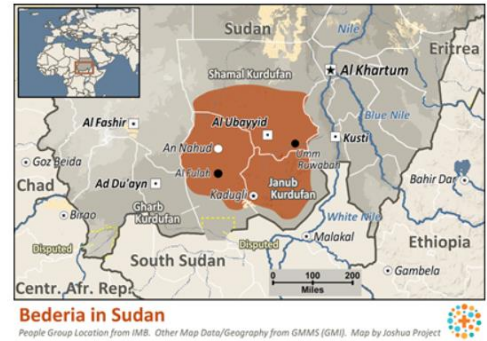 Sudan
Nile
Eritrea
Shamal Kurdufan
Al Khartum
Blue Nile
Al Fashir
Al Ubayyid
Kusti
An Nahud
Umm
Ruwabah
Goz Beida
Al Fulah
Bahir Dar
Chad
Ad Du'ayn
Kadugli
Janub
Kurdufan
Gharb
Kurdufan
Birao
White Nile
Disputed
Disputed
Malakal
Ethiopia
South Sudan
Gambela
0 100 200
Miles
Centr. Afr. Rep.
Bederia in Sudan
People Group Location from IMB. Other Map Data/Geography from GMMS (GMI). Map by Joshua Project